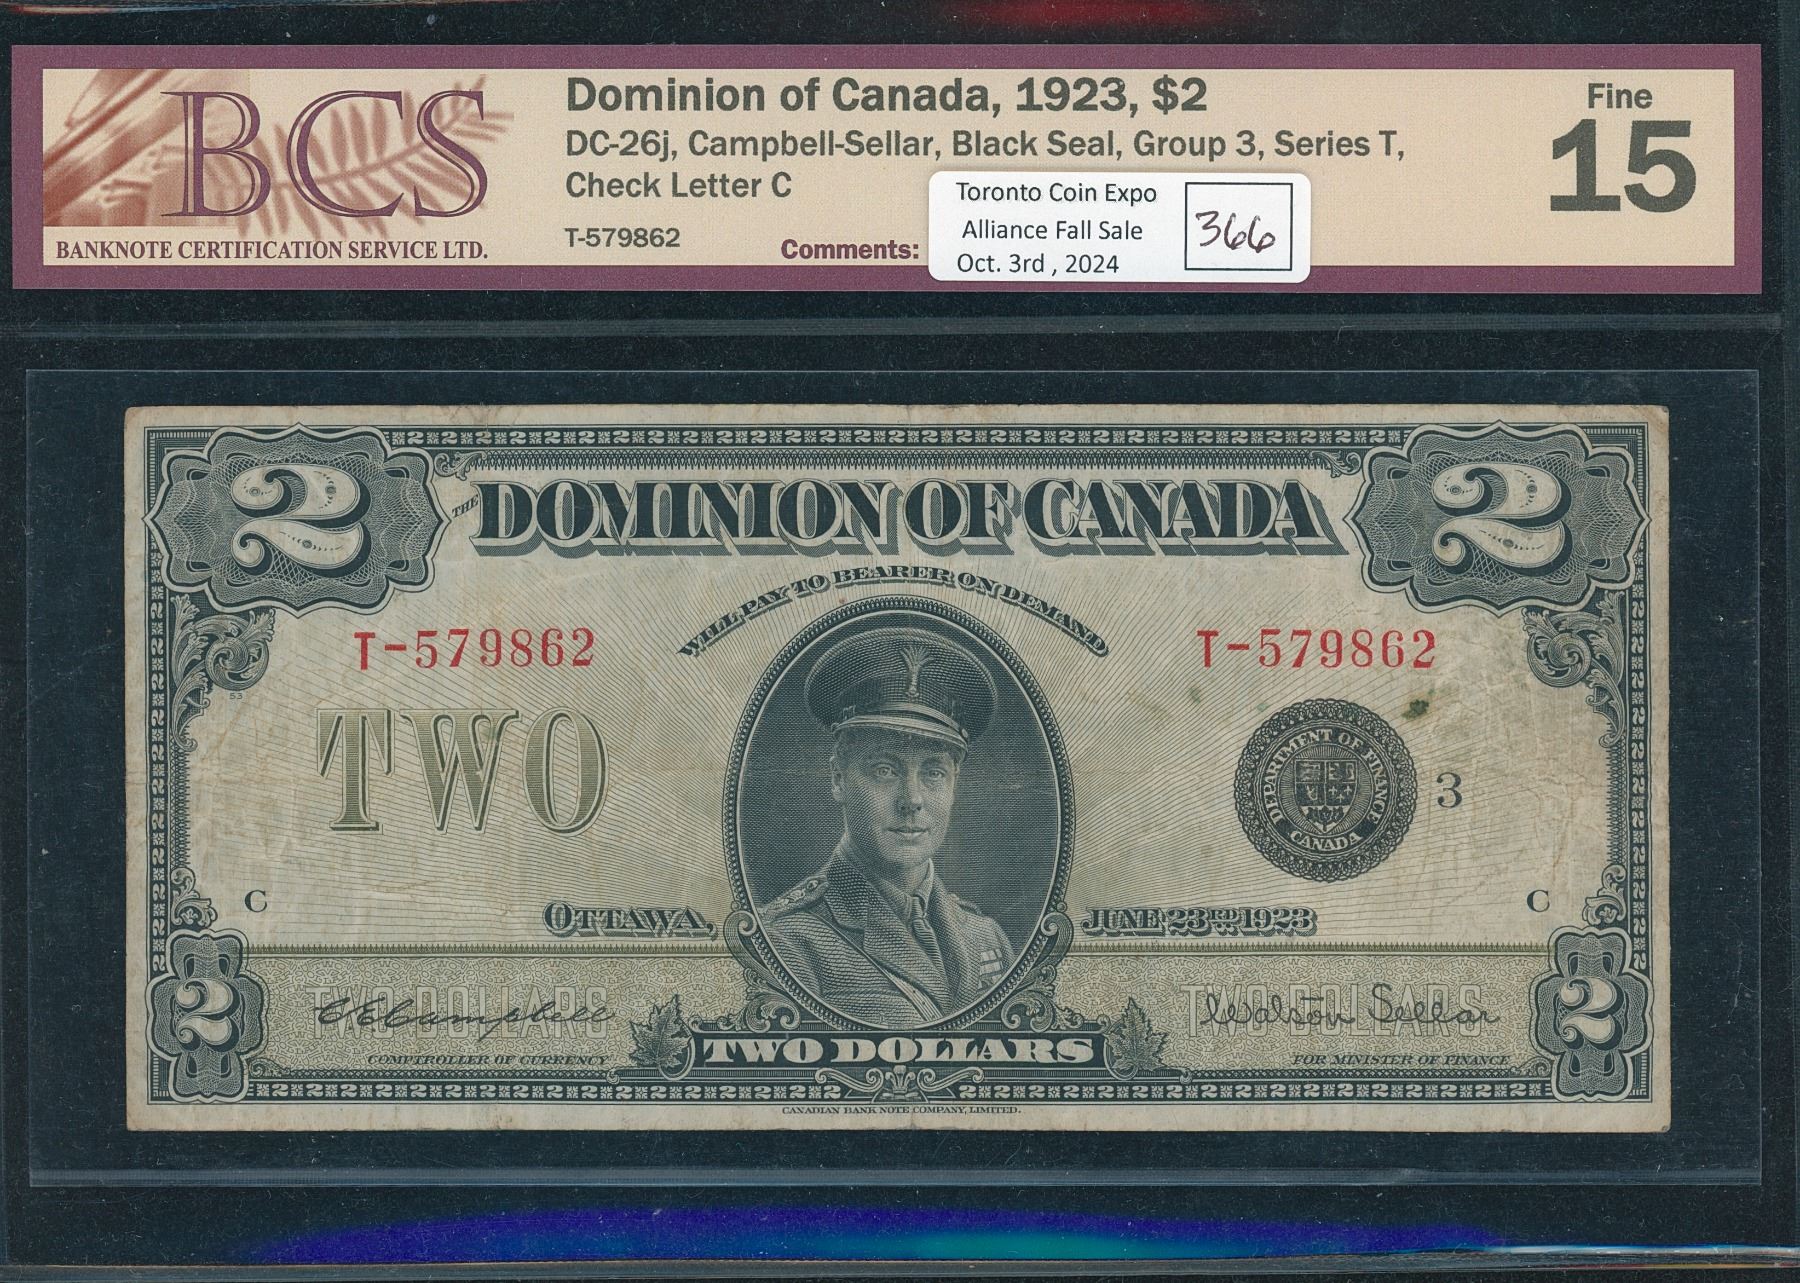 BCS
BANKNOTE CERTIFICATION SERVICE LTD.
Dominion of Canada, 1923, $2
DC-26j, Campbell-Sellar, Black Seal, Group 3, Series T,
Check Letter C
T-579862
Comments:
Toronto Coin Expo
Alliance Fall Sale
Oct. 3rd , 2024
366
Fine
15
2
THE DOMINION OF CANADA
2
WILL PAY TO BEARER ON DEMAND
T-579862
T-579862
53
TWO
DEPARTMENT OF FINANCE
CANADA
3
C
C
OTTAWA,
JUNE 23RD 1923
2
TWO DOLLARS
C E Campbell
TWO DOLLARS
Watson Sellar
2
COMPTROLLER OF CURRENCY
TWO DOLLARS
FOR MINISTER OF FINANCE
CANADIAN BANK NOTE COMPANY, LIMITED.